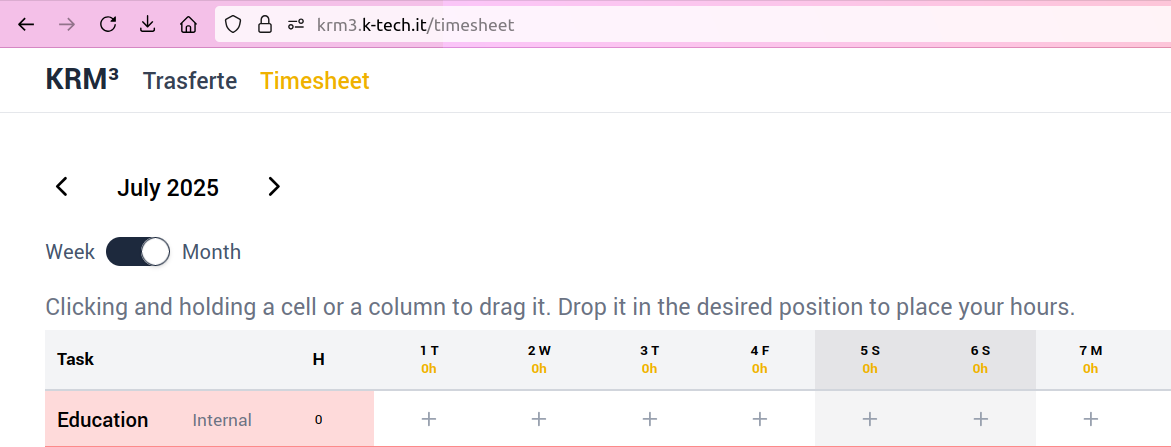 krm3.k-tech.it/timesheet
KRM³ Trasferte Timesheet
July 2025
Week Month
Clicking and holding a cell or a column to drag it. Drop it in the desired position to place your hours.
Task H 1 T 2 W 3 T 4 F 5 S 6 S 7 M
0h 0h 0h 0h 0h 0h 0h
Education Internal 0 + + + + + + +